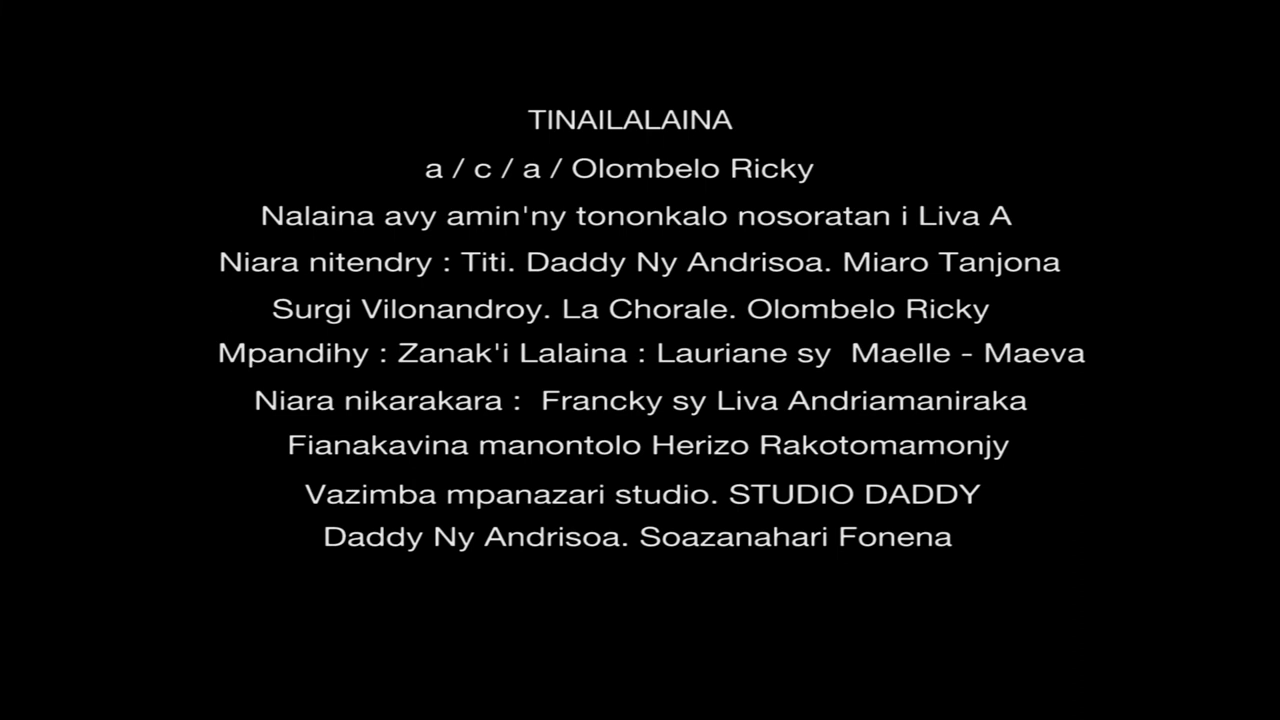 TINAILALAINA
a / c / a / Olombelo Ricky
Nalaina avy amin'ny tononkalo nosoratan i Liva A
Niara nitendry : Titi. Daddy Ny Andrisoa. Miaro Tanjona
Surgi Vilonandroy. La Chorale. Olombelo Ricky
Mpandihy : Zanak'i Lalaina : Lauriane sy  Maelle - Maeva
Niara nikarakara :  Francky sy Liva Andriamaniraka
Fianakavina manontolo Herizo Rakotomamonjy
Vazimba mpanazari studio. STUDIO DADDY
Daddy Ny Andrisoa. Soazanahari Fonena